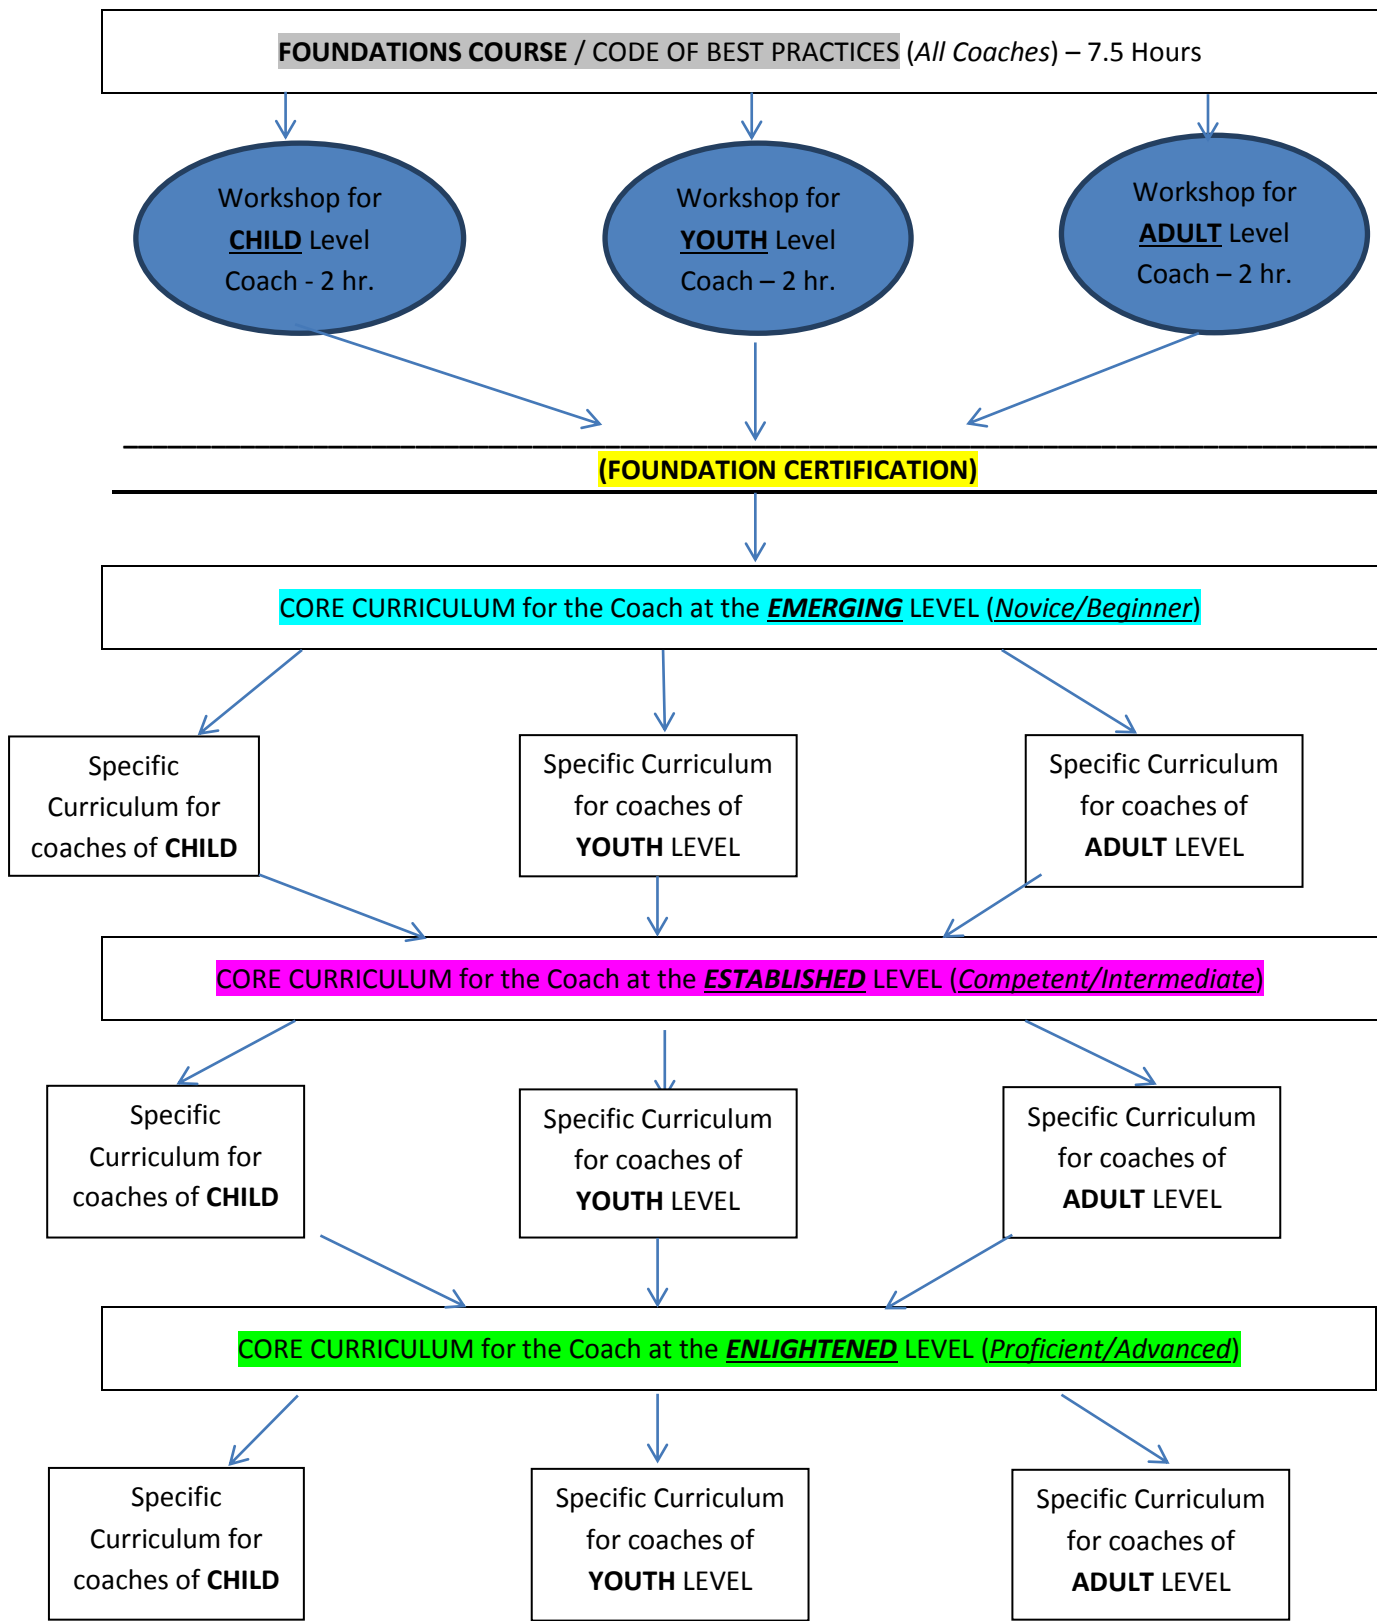 FOUNDATIONS COURSE / CODE OF BEST PRACTICES (All Coaches) – 7.5 Hours
Workshop for
CHILD Level
Coach - 2 hr.
Workshop for
YOUTH Level
Coach – 2 hr.
Workshop for
ADULT Level
Coach – 2 hr.
(FOUNDATION CERTIFICATION)
CORE CURRICULUM for the Coach at the EMERGING LEVEL (Novice/Beginner)
Specific
Curriculum for
coaches of CHILD
Specific Curriculum
for coaches of
YOUTH LEVEL
Specific Curriculum
for coaches of
ADULT LEVEL
CORE CURRICULUM for the Coach at the ESTABLISHED LEVEL (Competent/Intermediate)
Specific
Curriculum for
coaches of CHILD
Specific Curriculum
for coaches of
YOUTH LEVEL
Specific Curriculum
for coaches of
ADULT LEVEL
CORE CURRICULUM for the Coach at the ENLIGHTENED LEVEL (Proficient/Advanced)
Specific
Curriculum for
coaches of CHILD
Specific Curriculum
for coaches of
YOUTH LEVEL
Specific Curriculum
for coaches of
ADULT LEVEL